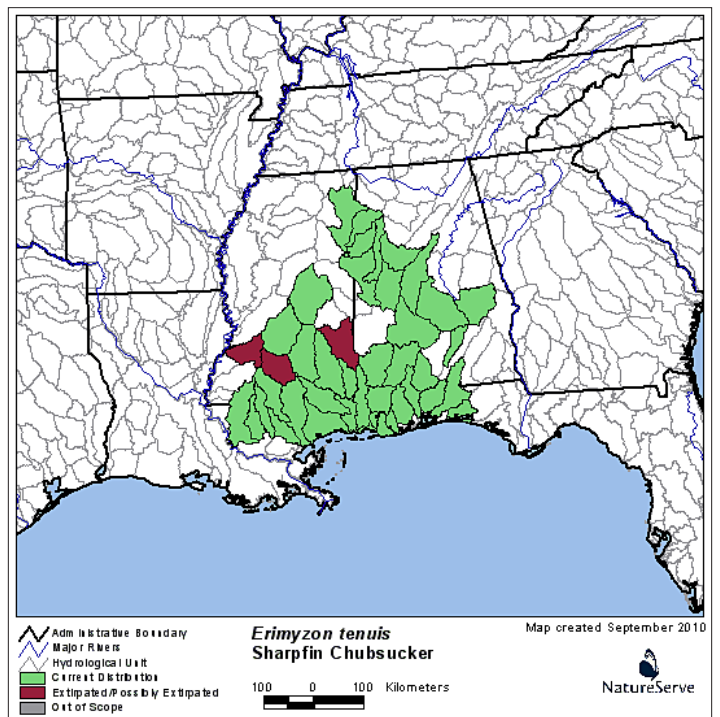 Administrative Boundary
Major Rivers
Hydrological Unit
Current Distribution
Extirpated/Possibly Extirpated
Out of Scope
Erimyzon tenuis
Sharpfin Chubsucker
100 0 100 Kilometers
Map created September 2010
NatureServe